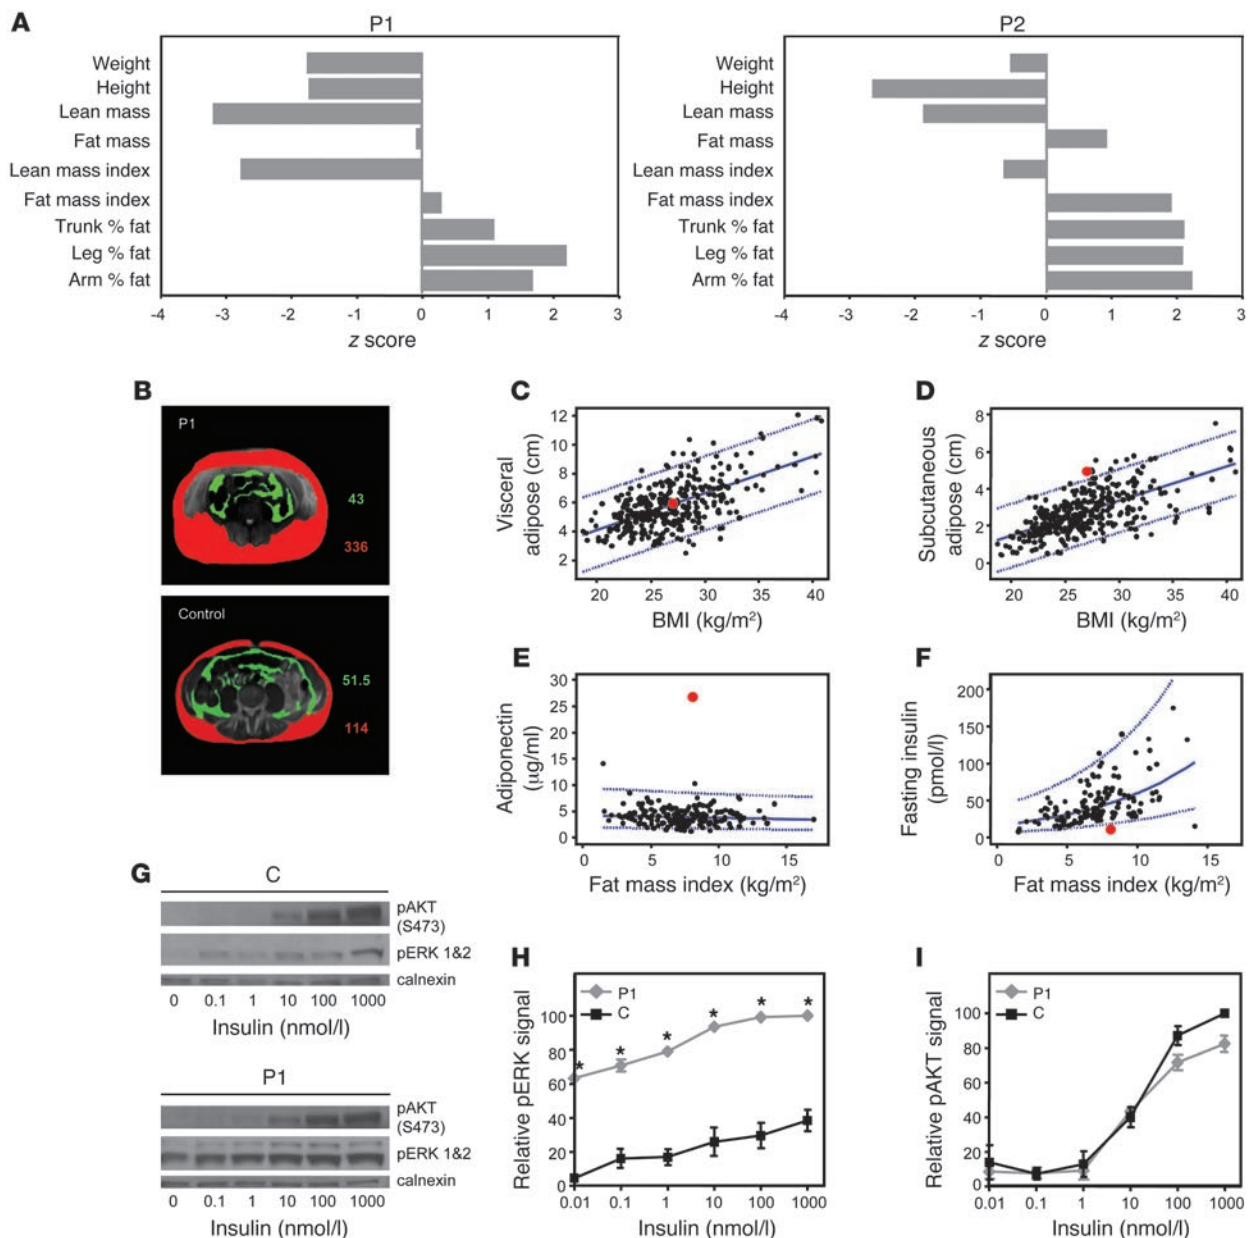 A
P1
Weight
Height
Lean mass
Fat mass
Lean mass index
Fat mass index
Trunk % fat
Leg % fat
Arm % fat
-4 -3 -2 -1 0 1 2 3
z score
P2
Weight
Height
Lean mass
Fat mass
Lean mass index
Fat mass index
Trunk % fat
Leg % fat
Arm % fat
-4 -3 -2 -1 0 1 2 3
z score
B
P1
43
336
Control
51.5
114
C
Visceral
adipose (cm)
12
10
8
6
4
2
20 25 30 35 40
BMI (kg/m²)
D
Subcutaneous
adipose (cm)
8
6
4
2
0
20 25 30 35 40
BMI (kg/m²)
E
Adiponectin
(μg/ml)
30
25
20
15
10
5
0
0 5 10 15
Fat mass index (kg/m²)
F
Fasting insulin
(pmol/l)
200
150
100
50
0
0 5 10 15
Fat mass index (kg/m²)
G
C
pAKT
(S473)
pERK 1&2
calnexin
0 0.1 1 10 100 1000
Insulin (nmol/l)
P1
pAKT
(S473)
pERK 1&2
calnexin
0 0.1 1 10 100 1000
Insulin (nmol/l)
H
P1
C
Relative pERK signal
100
80
60
40
20
0
* * * * * *
0.01 0.1 1 10 100 1000
Insulin (nmol/l)
I
P1
C
Relative pAKT signal
100
80
60
40
20
0
0.01 0.1 1 10 100 1000
Insulin (nmol/l)